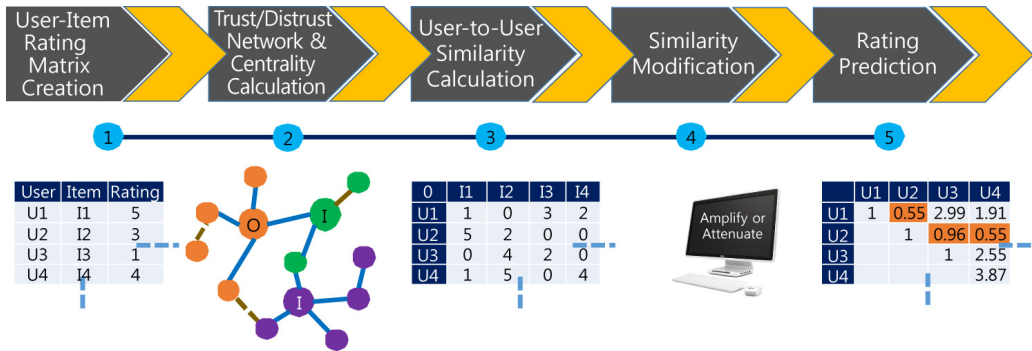 User-Item
Rating
Matrix
Creation
Trust/Distrust
Network &
Centrality
Calculation
User-to-User
Similarity
Calculation
Similarity
Modification
Rating
Prediction
1
2
3
4
5
User Item Rating
U1 I1 5
U2 I2 3
U3 I3 1
U4 I4 4
O
I
I
0 I1 I2 I3 I4
U1 1 0 3 2
U2 5 2 0 0
U3 0 4 2 0
U4 1 5 0 4
Amplify or
Attenuate
U1 U2 U3 U4
U1 1 0.55 2.99 1.91
U2 1 0.96 0.55
U3 1 2.55
U4 3.87